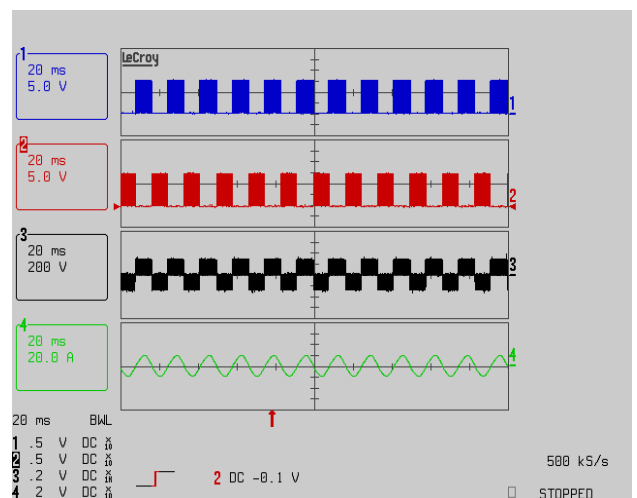 LeCroy
1
20 ms
5.0 V
1
2
20 ms
5.0 V
2
3
20 ms
200 V
3
4
20 ms
20.0 A
4
20 ms BWL
1 .5 V DC
2 .5 V DC
3 .2 V DC
4 2 V DC
2 DC -0.1 V
500 kS/s
STOPPED